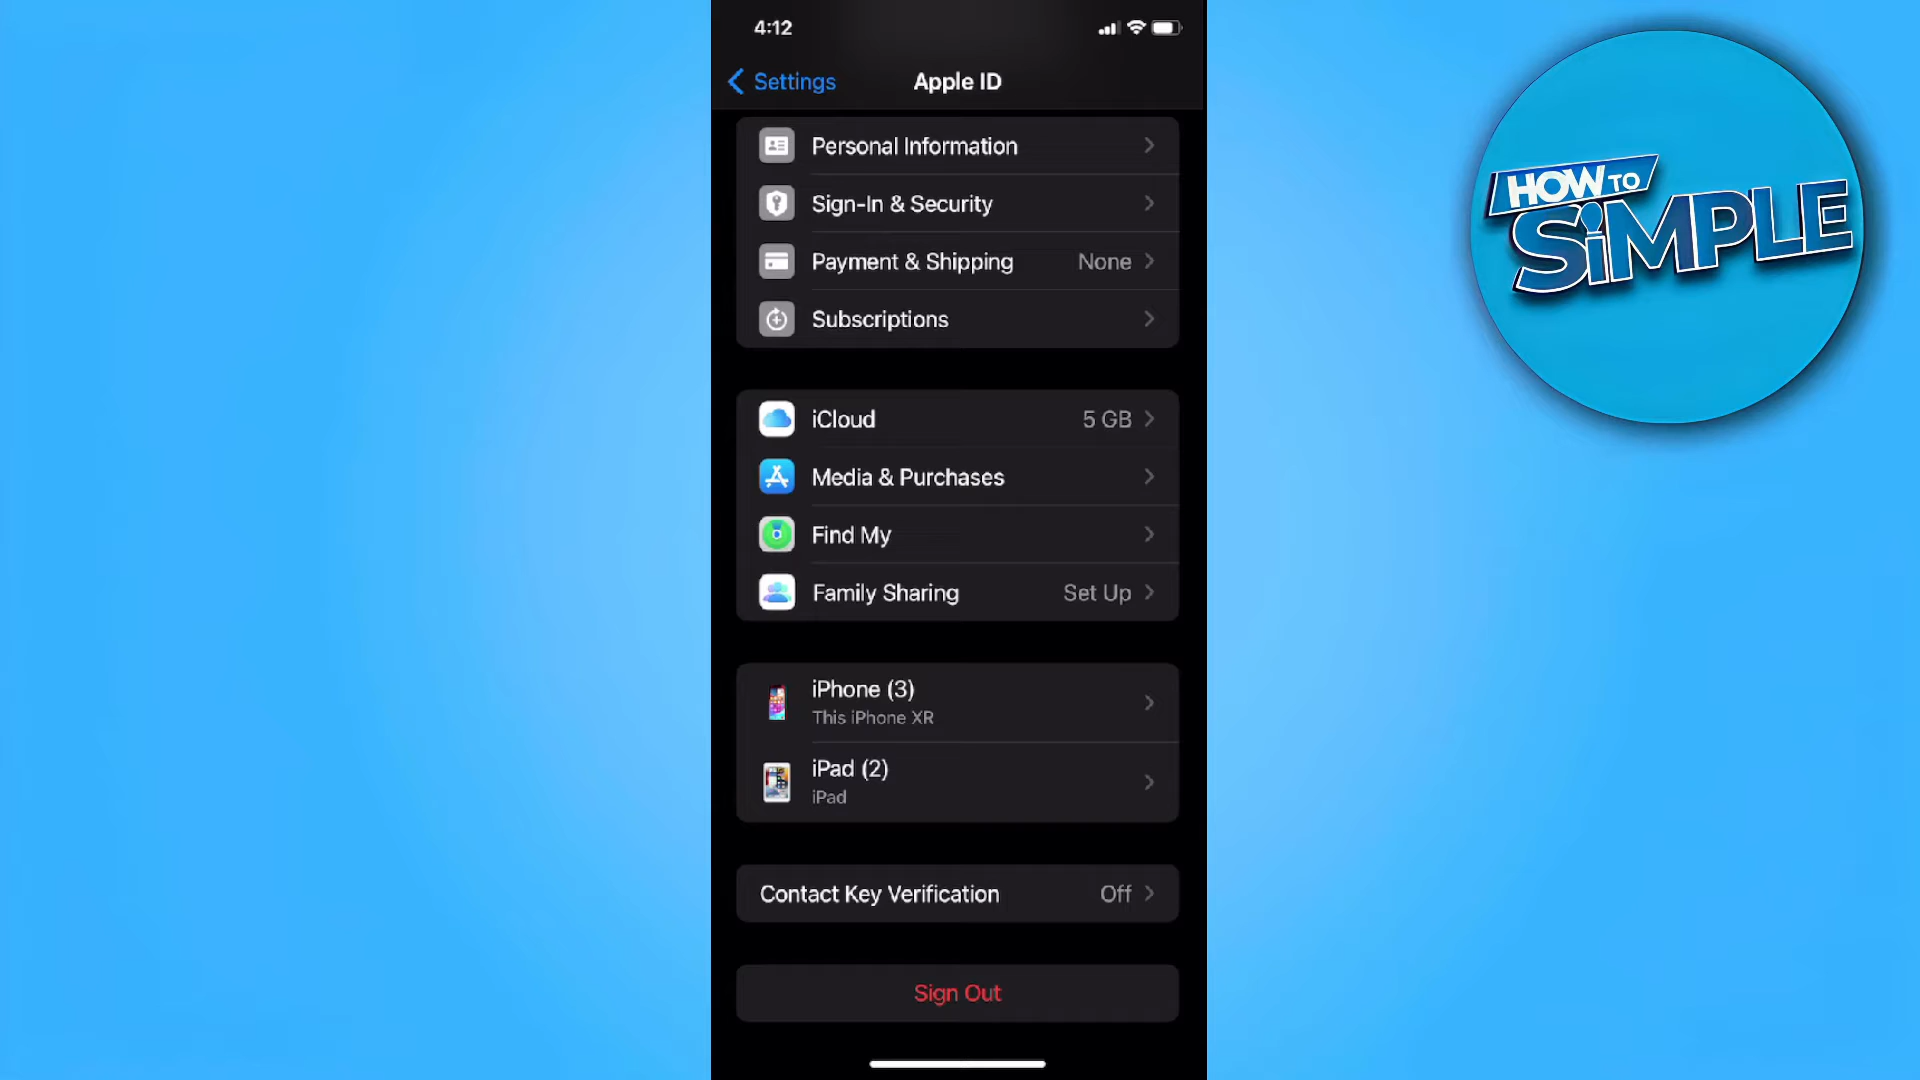 4:12
Settings
Apple ID
Personal Information
Sign-In & Security
Payment & Shipping None
Subscriptions
iCloud 5 GB
Media & Purchases
Find My
Family Sharing Set Up
iPhone (3)
This iPhone XR
iPad (2)
iPad
Contact Key Verification Off
Sign Out
HOW TO
SiMPLE